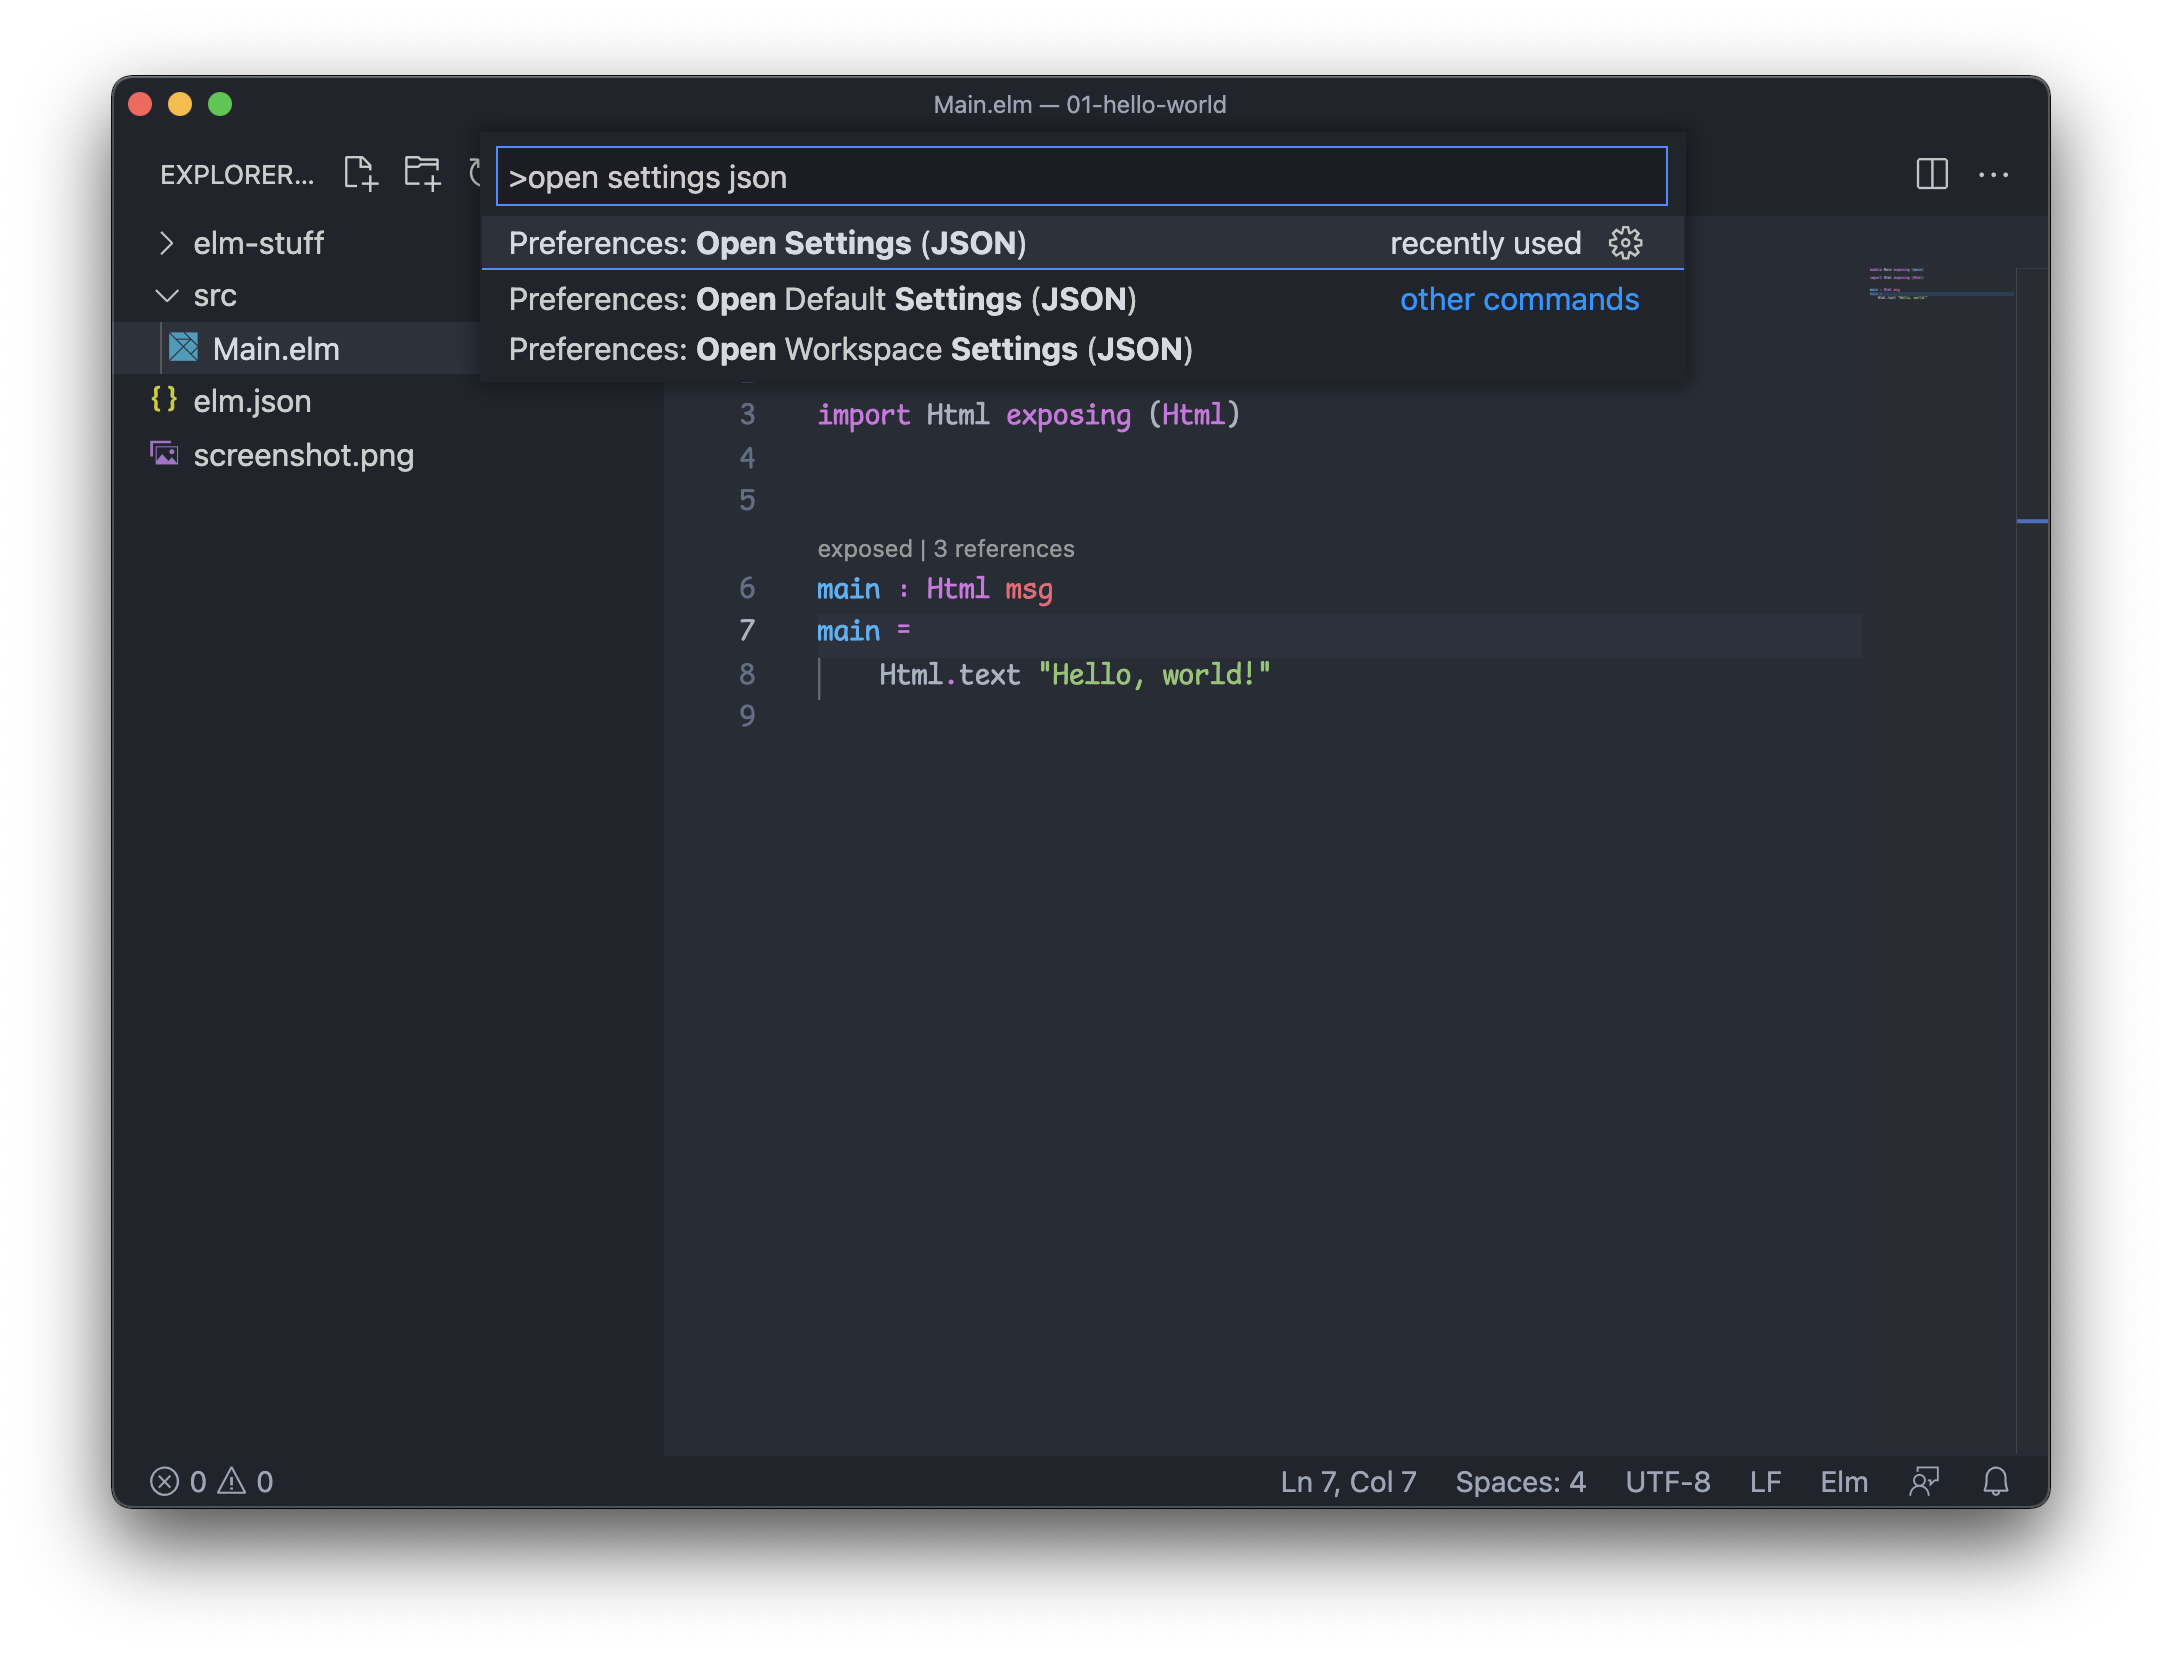 Main.elm — 01-hello-world
EXPLORER...
>open settings json
Preferences: Open Settings (JSON) recently used
Preferences: Open Default Settings (JSON) other commands
Preferences: Open Workspace Settings (JSON)
elm-stuff
src
Main.elm
elm.json
screenshot.png
3 import Html exposing (Html)
4
5
exposed | 3 references
6 main : Html msg
7 main =
8 Html.text "Hello, world!"
9
0 0
Ln 7, Col 7 Spaces: 4 UTF-8 LF Elm